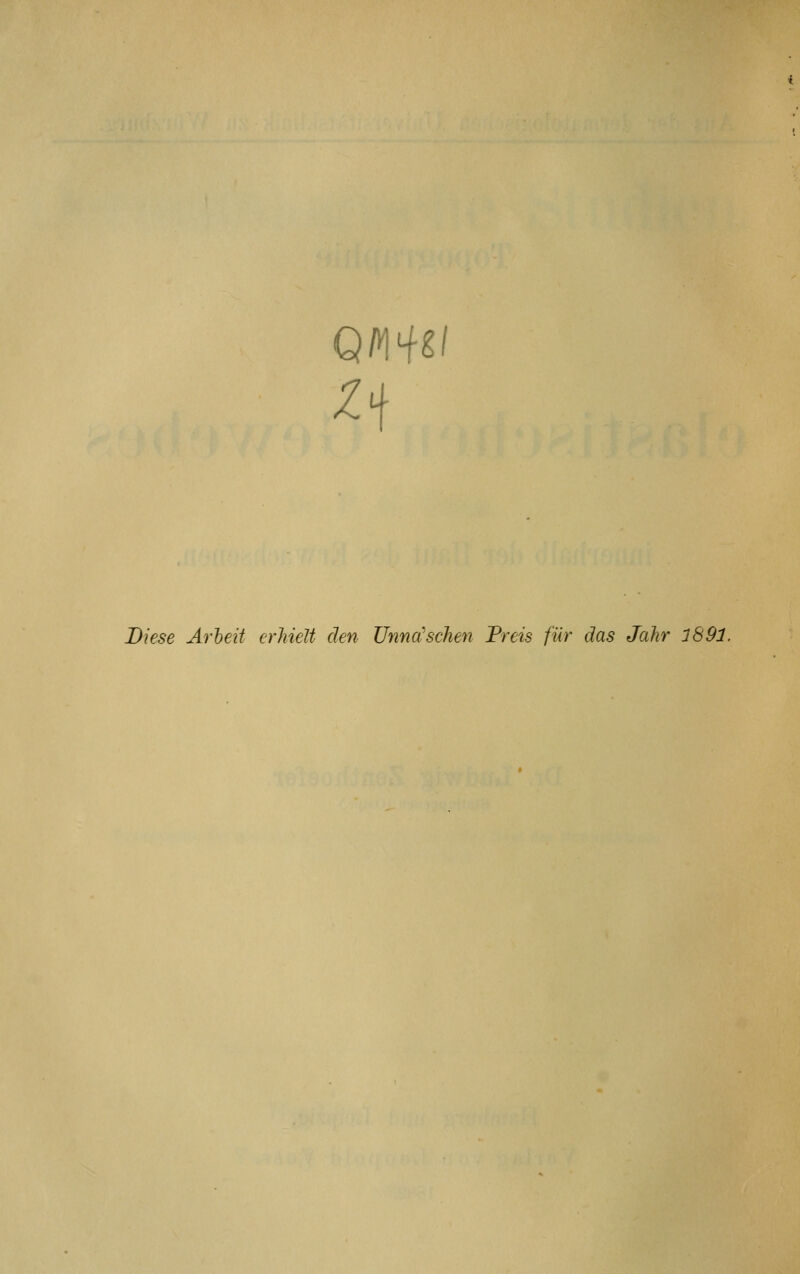 QM481
Z4
Diese Arbeit erhielt den Unna'schen Preis für das Jahr 1891.